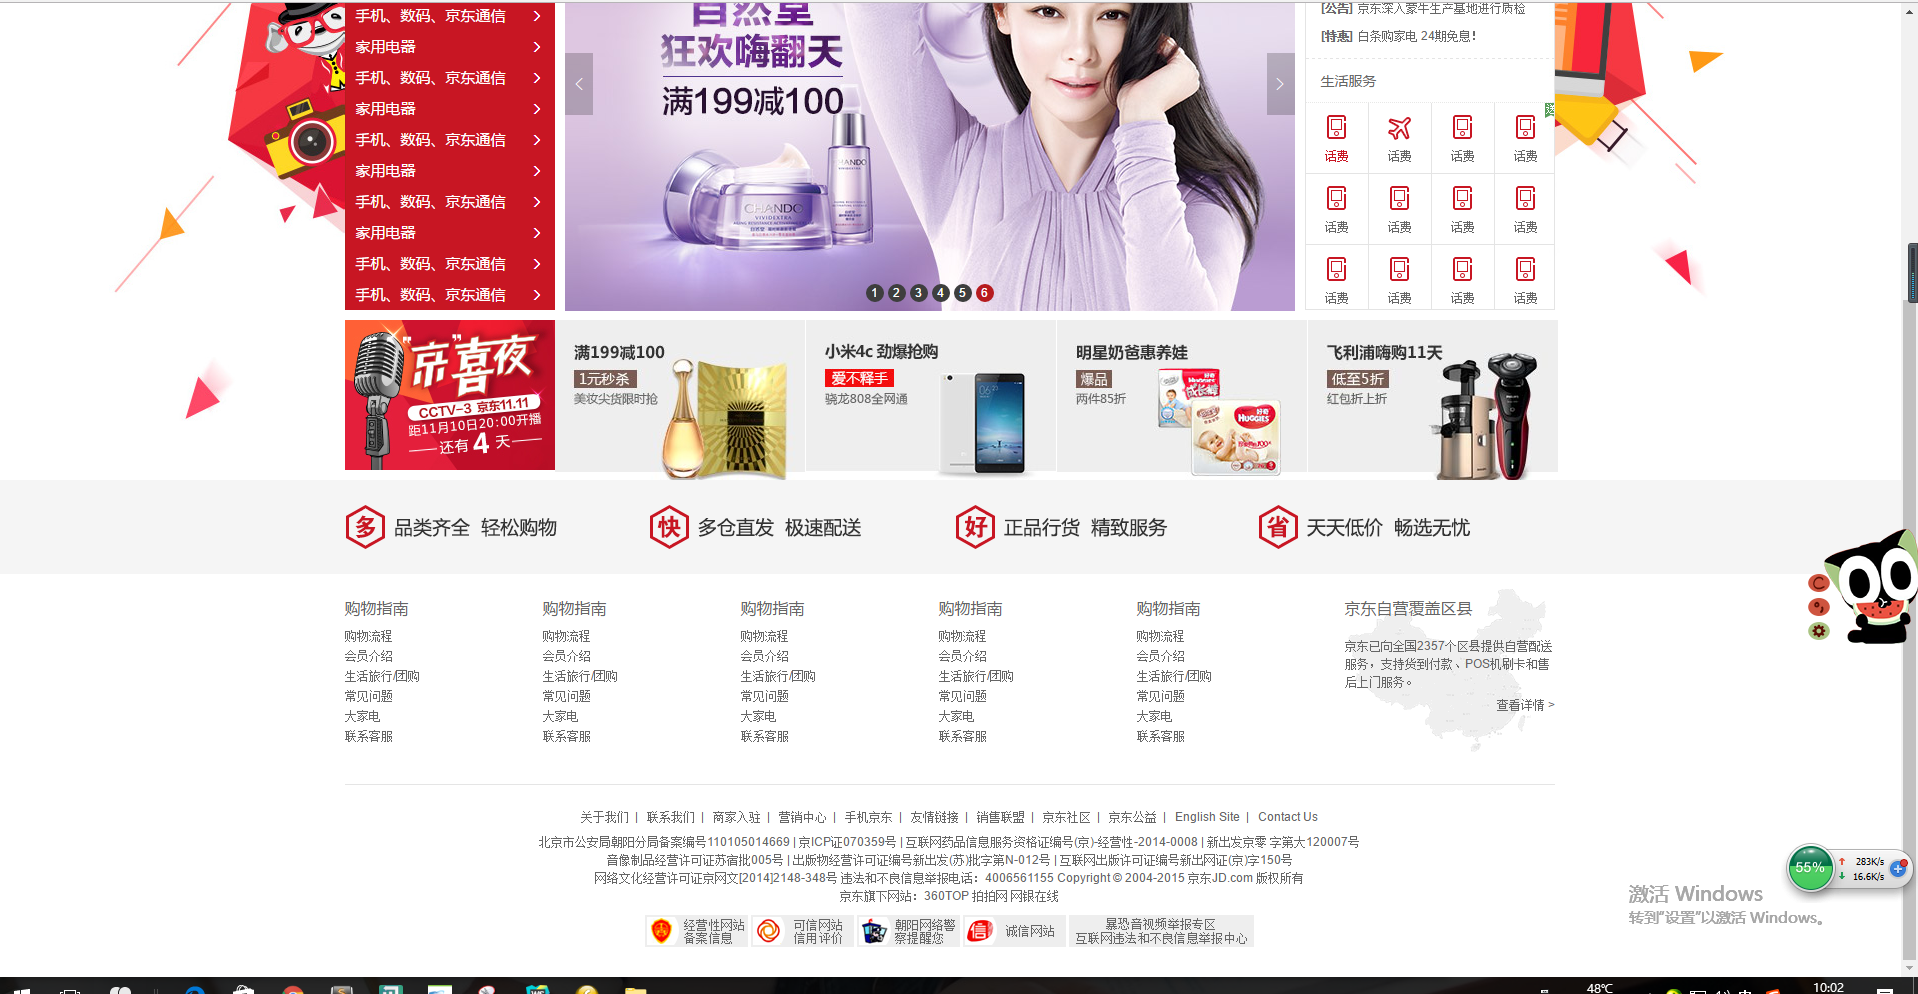 手机、数码、京东通信
家用电器
手机、数码、京东通信
家用电器
手机、数码、京东通信
家用电器
手机、数码、京东通信
家用电器
手机、数码、京东通信
手机、数码、京东通信
自然堂
狂欢嗨翻天
满199减100
CHANDO
VIVIDEXTRA
CHANDO
1 2 3 4 5 6
[公告] 京东深入蒙牛生产基地进行质检
[特惠] 白条购家电 24期免息！
生活服务
话费 话费 话费 话费
话费 话费 话费 话费
话费 话费 话费 话费
"京"喜夜
CCTV-3 京东11.11
距11月10日20:00开播
还有 4 天
满199减100
1元秒杀
美妆尖货限时抢
小米4c 劲爆抢购
爱不释手
骁龙808全网通
明星奶爸惠养娃
爆品
两件85折
好奇
HUGGIES
飞利浦嗨购11天
低至5折
红包折上折
多 品类齐全 轻松购物
快 多仓直发 极速配送
好 正品行货 精致服务
省 天天低价 畅选无忧
购物指南
购物流程
会员介绍
生活旅行/团购
常见问题
大家电
联系客服
购物指南
购物流程
会员介绍
生活旅行/团购
常见问题
大家电
联系客服
购物指南
购物流程
会员介绍
生活旅行/团购
常见问题
大家电
联系客服
购物指南
购物流程
会员介绍
生活旅行/团购
常见问题
大家电
联系客服
购物指南
购物流程
会员介绍
生活旅行/团购
常见问题
大家电
联系客服
京东自营覆盖区县
京东已向全国2357个区县提供自营配送
服务，支持货到付款、POS机刷卡和售
后上门服务。
查看详情 >
关于我们 | 联系我们 | 商家入驻 | 营销中心 | 手机京东 | 友情链接 | 销售联盟 | 京东社区 | 京东公益 | English Site | Contact Us
北京市公安局朝阳分局备案编号110105014669 | 京ICP证070359号 | 互联网药品信息服务资格证编号(京)-经营性-2014-0008 | 新出发京零 字第大120007号
音像制品经营许可证苏宿批005号 | 出版物经营许可证编号新出发(苏)批字第N-012号 | 互联网出版许可证编号新出网证(京)字150号
网络文化经营许可证京网文[2014]2148-348号 违法和不良信息举报电话：4006561155 Copyright © 2004-2015 京东JD.com 版权所有
京东旗下网站：360TOP 拍拍网 网银在线
经营性网站
备案信息
可信网站
信用评价
朝阳网络警
察提醒您
诚信网站
暴恐音视频举报专区
互联网违法和不良信息举报中心
55%
283K/s
16.6K/s
激活 Windows
转到"设置"以激活 Windows。
48℃
10:02